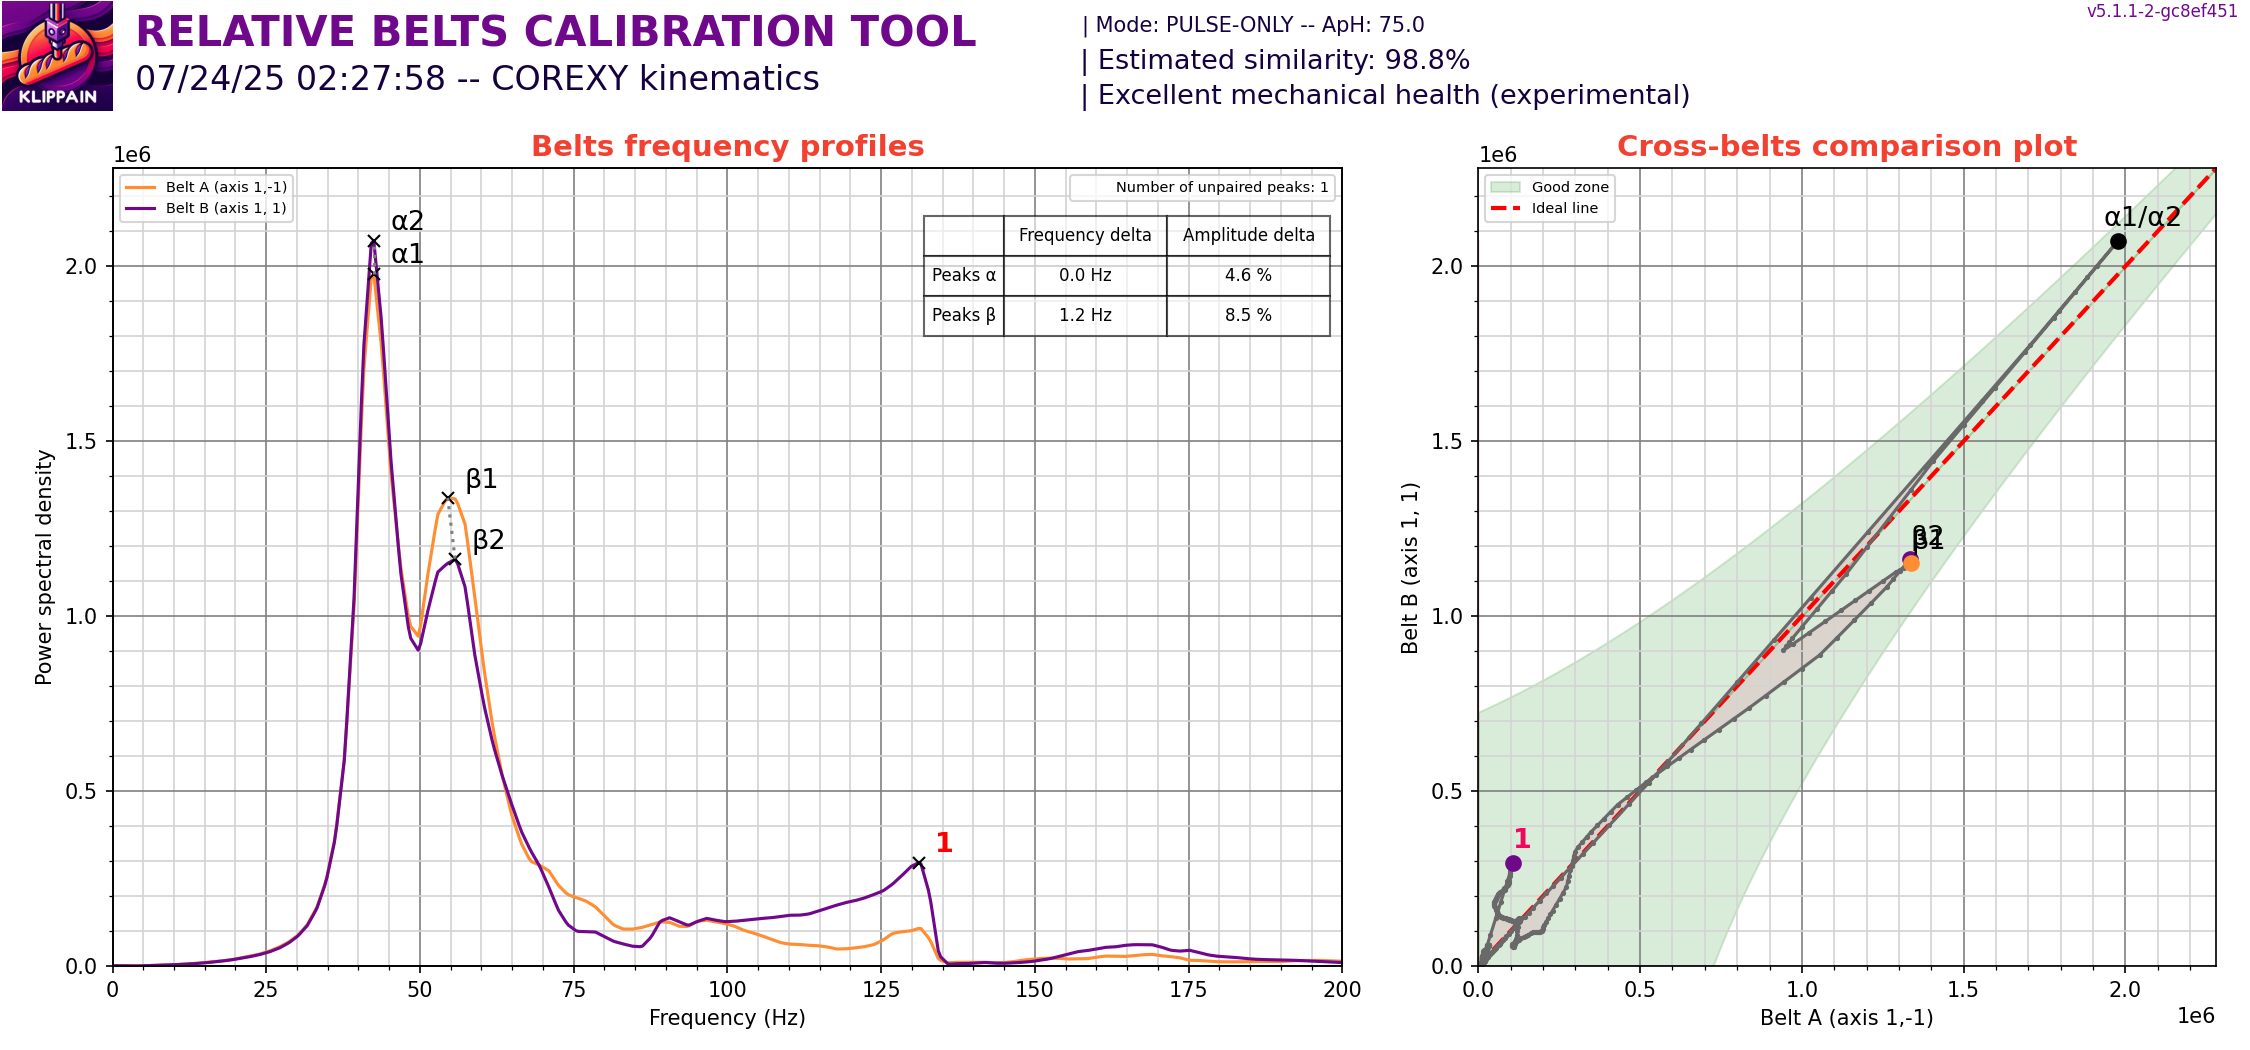 KLIPPAIN
RELATIVE BELTS CALIBRATION TOOL
07/24/25 02:27:58 -- COREXY kinematics
| Mode: PULSE-ONLY -- ApH: 75.0
| Estimated similarity: 98.8%
| Excellent mechanical health (experimental)
v5.1.1-2-gc8ef451
Belts frequency profiles
1e6
Belt A (axis 1,-1)
Belt B (axis 1, 1)
Number of unpaired peaks: 1
Frequency delta Amplitude delta
Peaks α 0.0 Hz 4.6 %
Peaks β 1.2 Hz 8.5 %
α2
α1
β1
β2
1
Power spectral density
2.0
1.5
1.0
0.5
0.0
0 25 50 75 100 125 150 175 200
Frequency (Hz)
Cross-belts comparison plot
1e6
Good zone
Ideal line
α1/α2
β2
β1
1
Belt B (axis 1, 1)
2.0
1.5
1.0
0.5
0.0
0.0 0.5 1.0 1.5 2.0
Belt A (axis 1,-1)
1e6